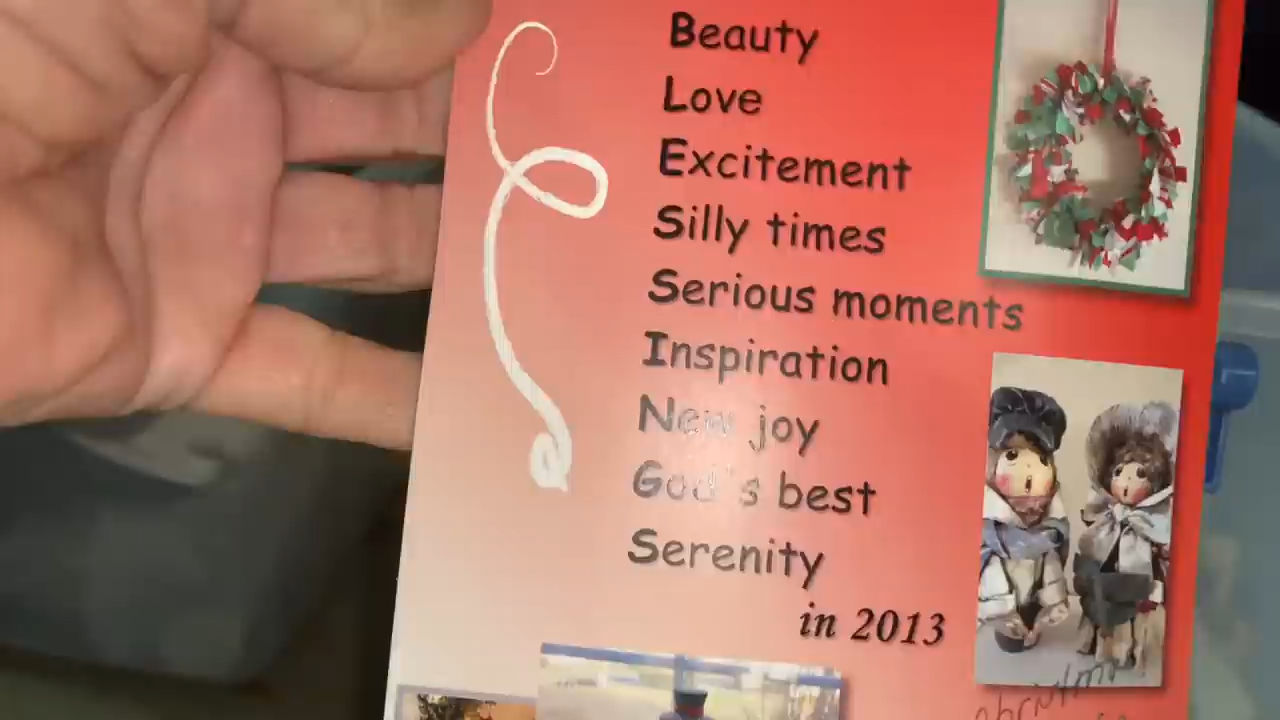 Beauty
Love
Excitement
Silly times
Serious moments
Inspiration
New joy
God's best
Serenity
in 2013